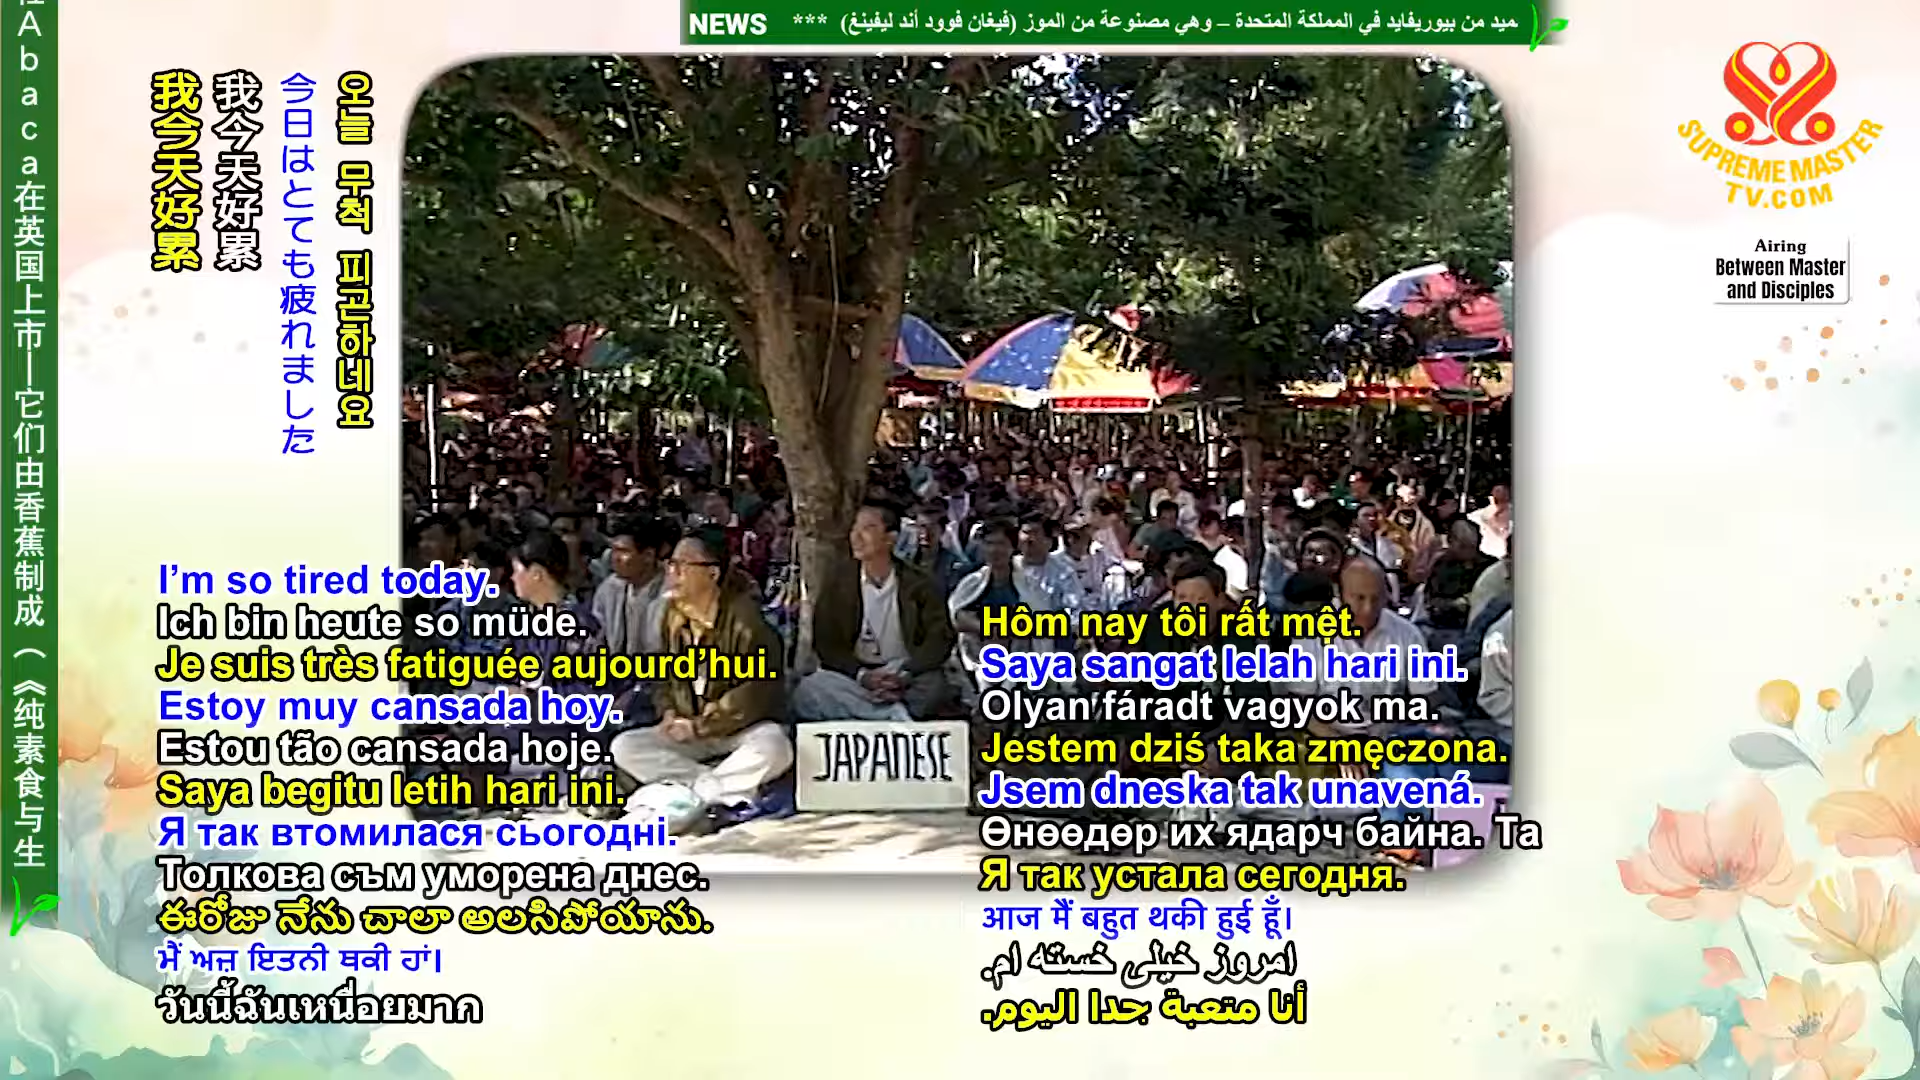 NEWS *** ميد من بيوريفايد في المملكة المتحدة – وهي مصنوعة من الموز (فيغان فوود أند ليفينغ)
Abaca在英国上市—它们由香蕉制成（《纯素食与生
我今天好累
我今天好累
今日はとても疲れました
오늘 무척 피곤하네요
SUPREME MASTER
TV.COM
Airing
Between Master
and Disciples
I’m so tired today.
Ich bin heute so müde.
Je suis très fatiguée aujourd’hui.
Estoy muy cansada hoy.
Estou tão cansada hoje.
Saya begitu letih hari ini.
Я так втомилася сьогодні.
Толкова съм уморена днес.
ఈరోజు నేను చాలా అలసిపోయాను.
ਮੈਂ ਅਜ ਇਤਨੀ ਥਕੀ ਹਾਂ।
วันนี้ฉันเหนื่อยมาก
JAPANESE
Hôm nay tôi rất mệt.
Saya sangat lelah hari ini.
Olyan fáradt vagyok ma.
Jestem dziś taka zmęczona.
Jsem dneska tak unavená.
Өнөөдөр их ядарч байна. Та
Я так устала сегодня.
आज मैं बहुत थकी हुई हूँ।
امروز خیلی خسته ام.
أنا متعبة جدا اليوم.